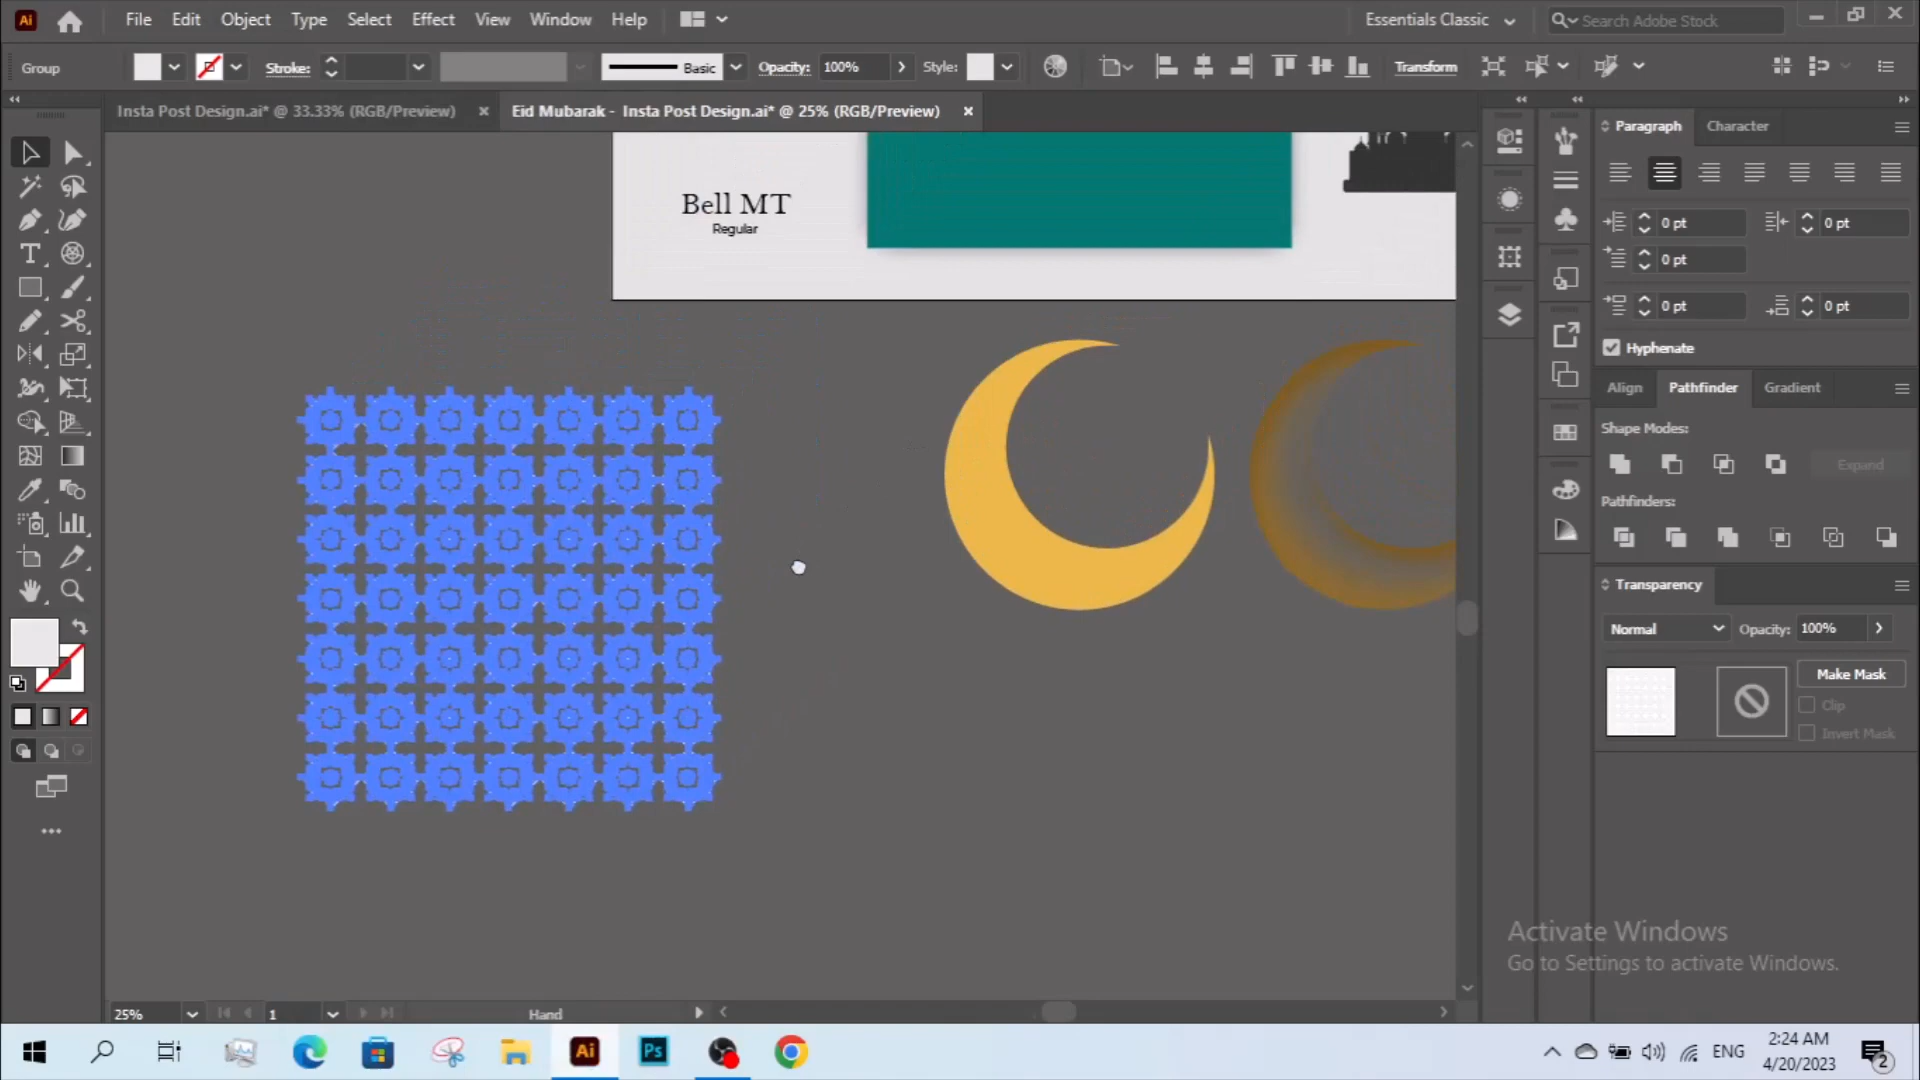 File Edit Object Type Select Effect View Window Help
Essentials Classic
Search Adobe Stock
Group
Stroke:
Basic
Opacity: 100%
Style:
Transform
Insta Post Design.ai* @ 33.33% (RGB/Preview)
Eid Mubarak - Insta Post Design.ai* @ 25% (RGB/Preview)
Paragraph Character
0 pt 0 pt
0 pt
0 pt 0 pt
Hyphenate
Bell MT
Regular
Align Pathfinder Gradient
Shape Modes:
Expand
Pathfinders:
Transparency
Normal Opacity: 100%
Make Mask
Clip
Invert Mask
Activate Windows
Go to Settings to activate Windows.
25% 1 Hand
Ai Ps
ENG
2:24 AM
4/20/2023
2